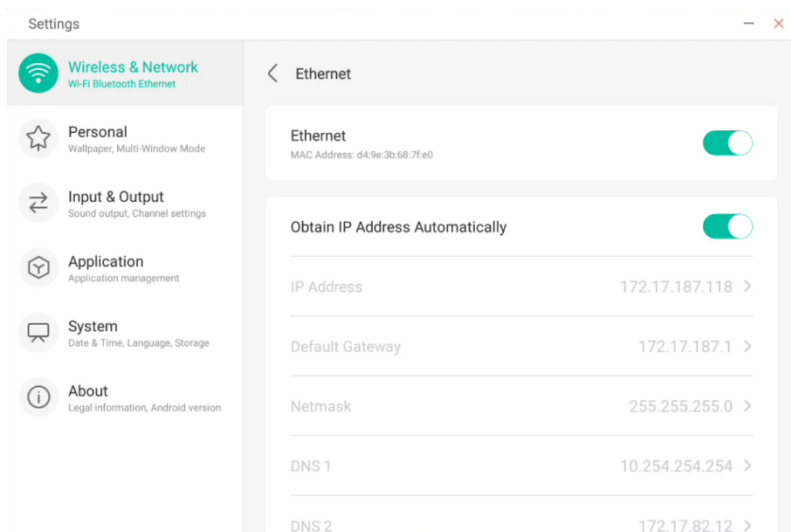 Settings
Wireless & Network
Wi-Fi Bluetooth Ethernet
Personal
Wallpaper, Multi-Window Mode
Input & Output
Sound output, Channel settings
Application
Application management
System
Date & Time, Language, Storage
About
Legal information, Android version
Ethernet
Ethernet
MAC Address: d4:9e:3b:68:7f:e0
Obtain IP Address Automatically
IP Address 172.17.187.118
Default Gateway 172.17.187.1
Netmask 255.255.255.0
DNS 1 10.254.254.254
DNS 2 172.17.82.12